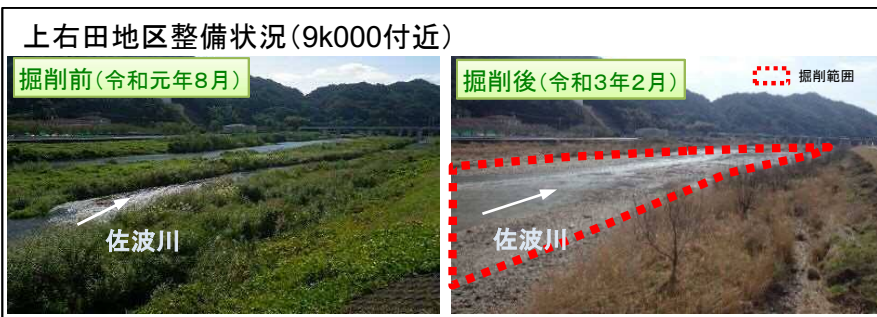 上右田地区整備状況(9k000付近)
掘削前(令和元年8月)
佐波川
掘削後(令和3年2月)
掘削範囲
佐波川